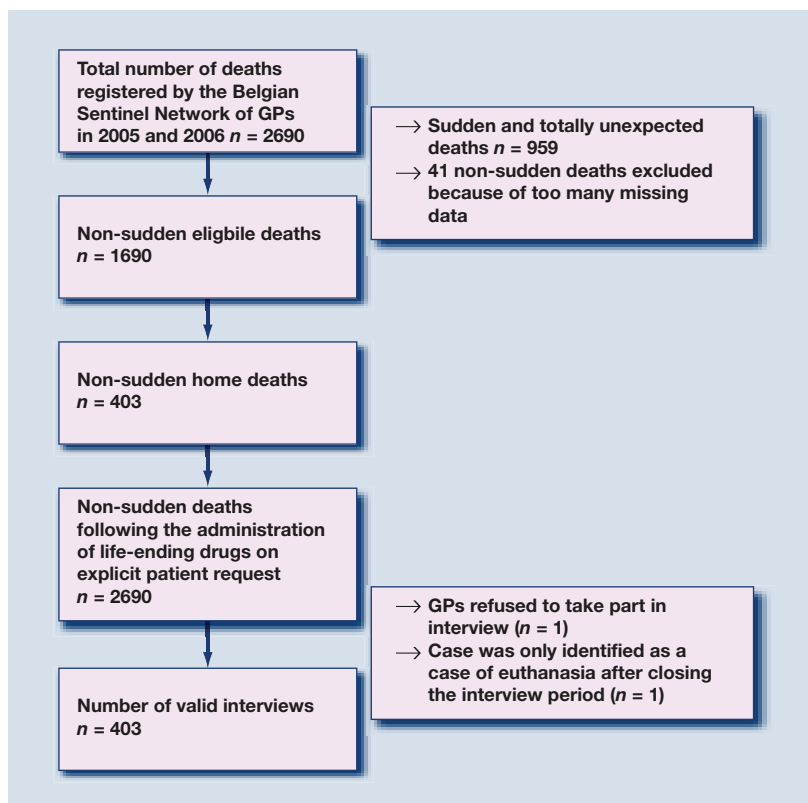 Total number of deaths
registered by the Belgian
Sentinel Network of GPs
in 2005 and 2006 n = 2690
→ Sudden and totally unexpected
deaths n = 959
→ 41 non-sudden deaths excluded
because of too many missing
data
Non-sudden eligbile deaths
n = 1690
Non-sudden home deaths
n = 403
Non-sudden deaths
following the administration
of life-ending drugs on
explicit patient request
n = 2690
→ GPs refused to take part in
interview (n = 1)
→ Case was only identified as a
case of euthanasia after closing
the interview period (n = 1)
Number of valid interviews
n = 403